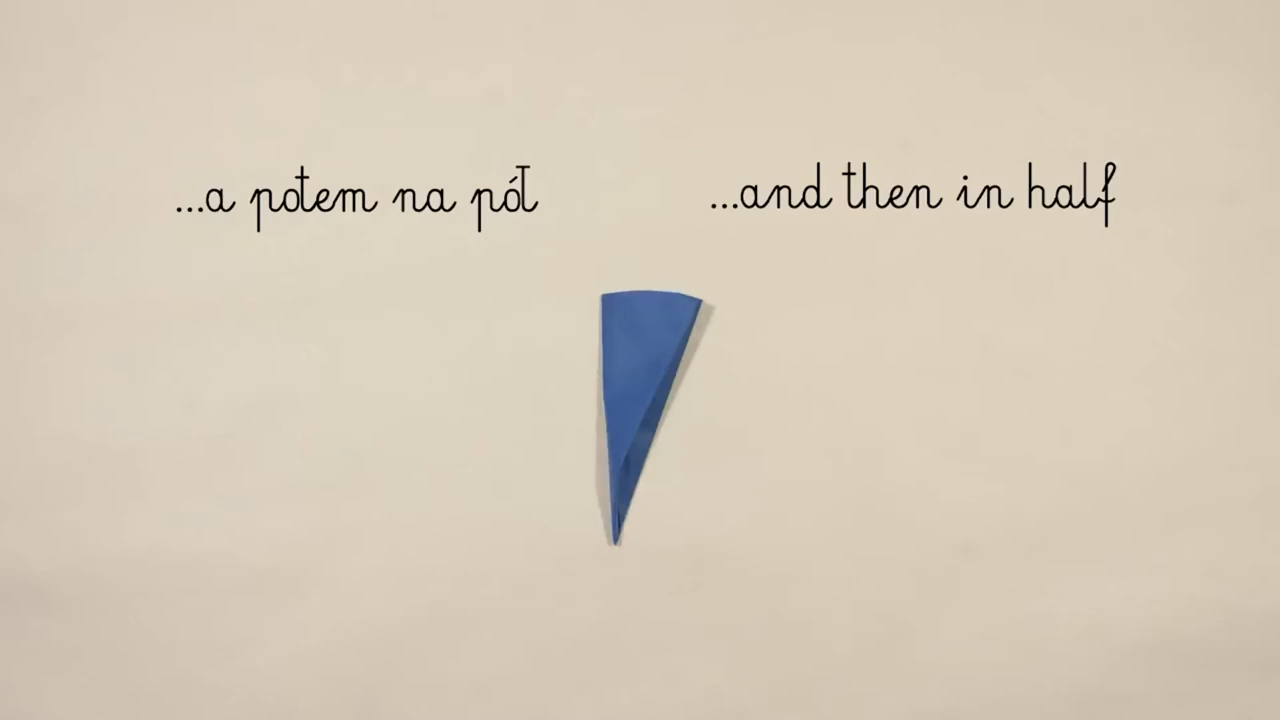 ...a potem na pół
...and then in half